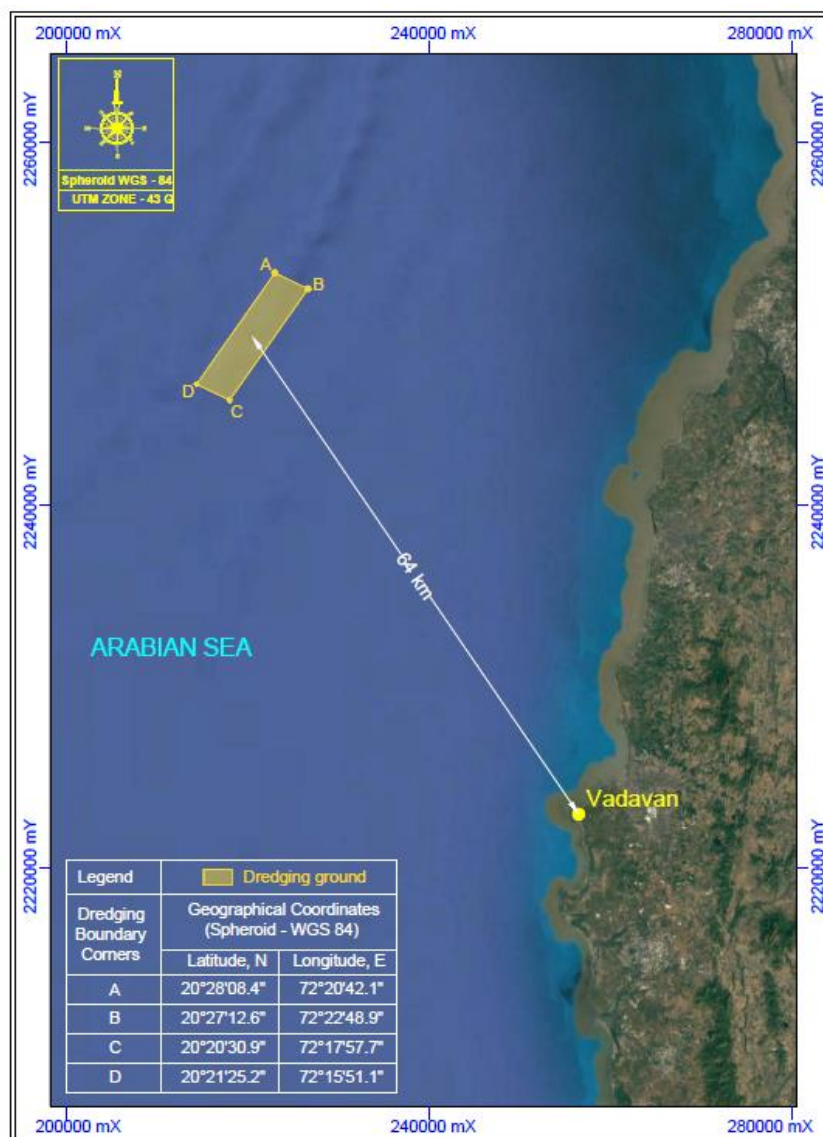 200000 mX
240000 mX
280000 mX
N
Spheroid WGS - 84
UTM ZONE - 43 Q
2260000 mY
2260000 mY
A
B
D
C
2240000 mY
2240000 mY
64 km
ARABIAN SEA
Vadavan
2220000 mY
2220000 mY
Legend
Dredging ground
Dredging Boundary Corners
Geographical Coordinates
(Spheroid - WGS 84)
Latitude, N
Longitude, E
A 20°28'08.4" 72°20'42.1"
B 20°27'12.6" 72°22'48.9"
C 20°20'30.9" 72°17'57.7"
D 20°21'25.2" 72°15'51.1"
200000 mX
240000 mX
280000 mX